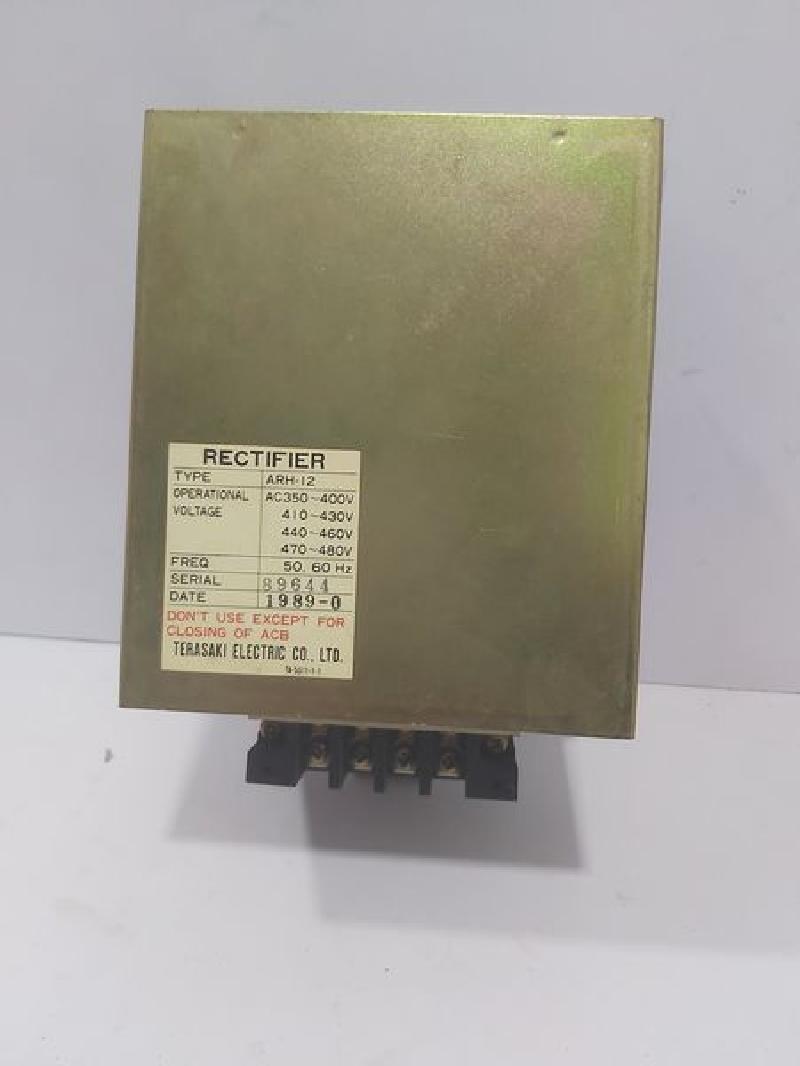 RECTIFIER
TYPE ARH-12
OPERATIONAL AC350~400V
VOLTAGE 410~430V
440~460V
470~480V
FREQ 50. 60 Hz
SERIAL 89644
DATE 1989-0
DON'T USE EXCEPT FOR
CLOSING OF ACB
TERASAKI ELECTRIC CO., LTD.